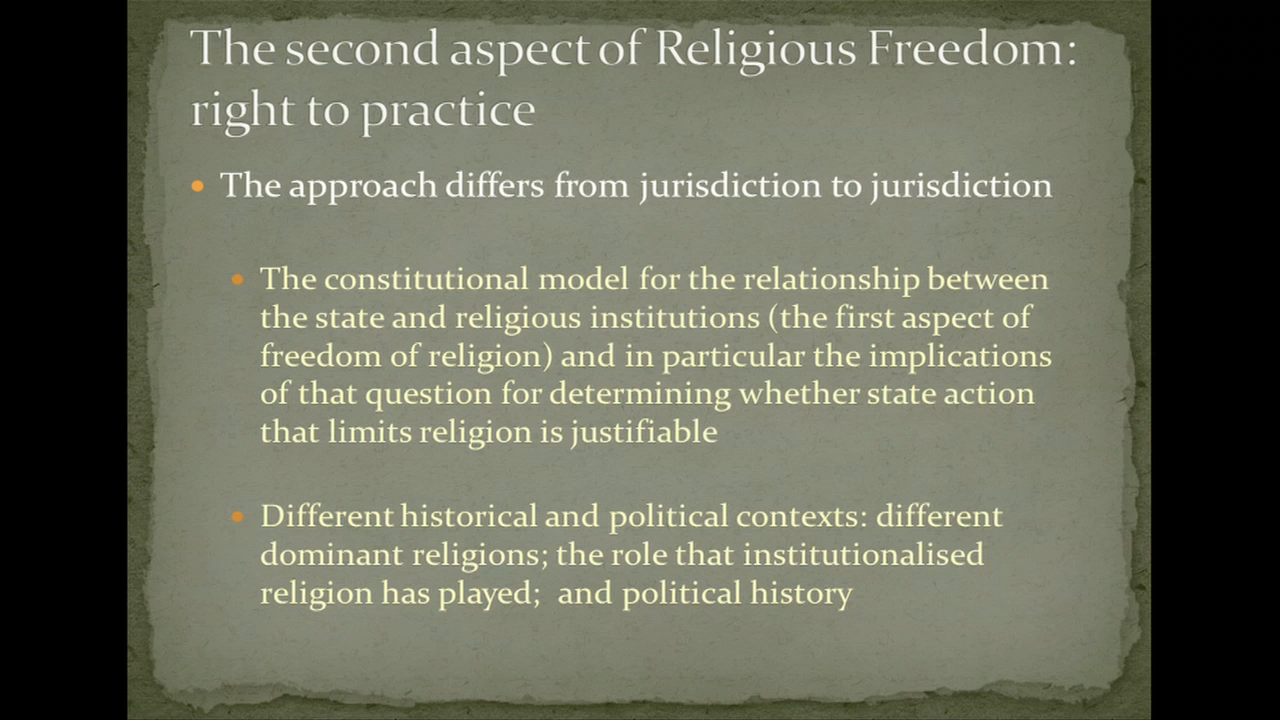 The second aspect of Religious Freedom:
right to practice
The approach differs from jurisdiction to jurisdiction
The constitutional model for the relationship between
the state and religious institutions (the first aspect of
freedom of religion) and in particular the implications
of that question for determining whether state action
that limits religion is justifiable
Different historical and political contexts: different
dominant religions; the role that institutionalised
religion has played;  and political history